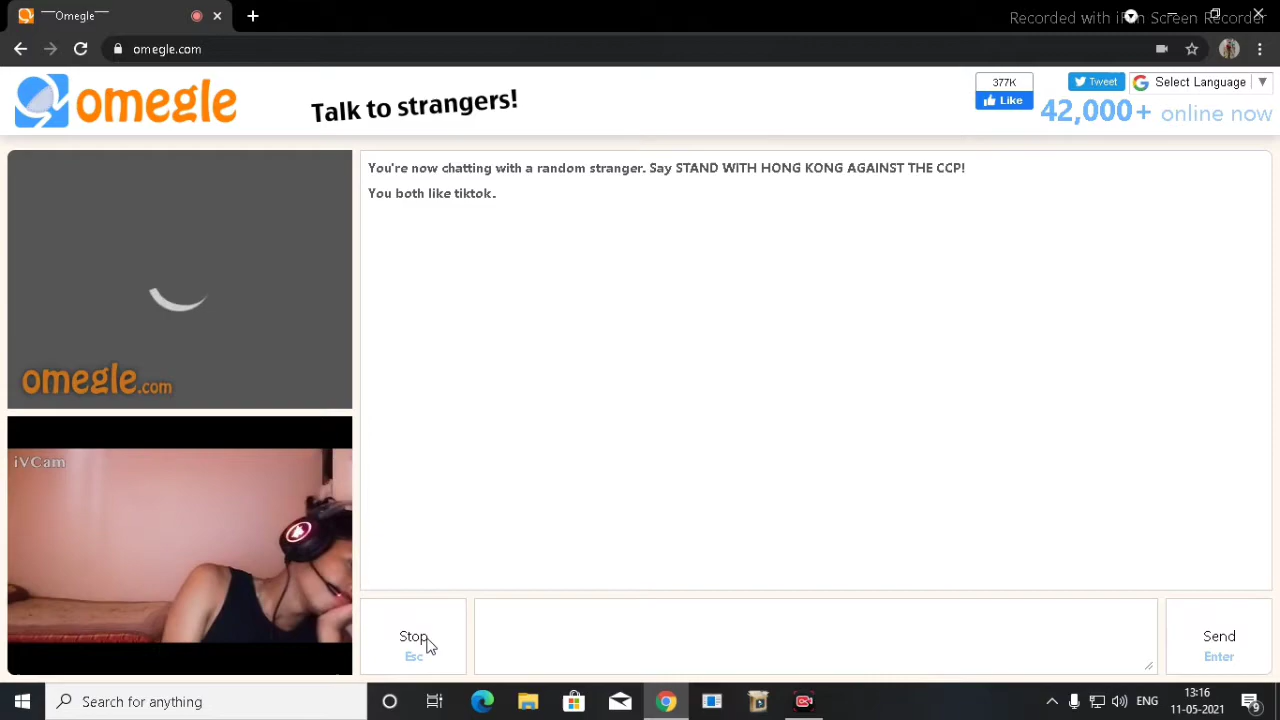 Omegle
Recorded with iFun Screen Recorder
omegle.com
omegle
Talk to strangers!
377K
Like
Tweet
Select Language
42,000+ online now
You're now chatting with a random stranger. Say STAND WITH HONG KONG AGAINST THE CCP!
You both like tiktok.
omegle.com
iVCam
Stop
Esc
Send
Enter
Search for anything
ENG
13:16
11-05-2021
9